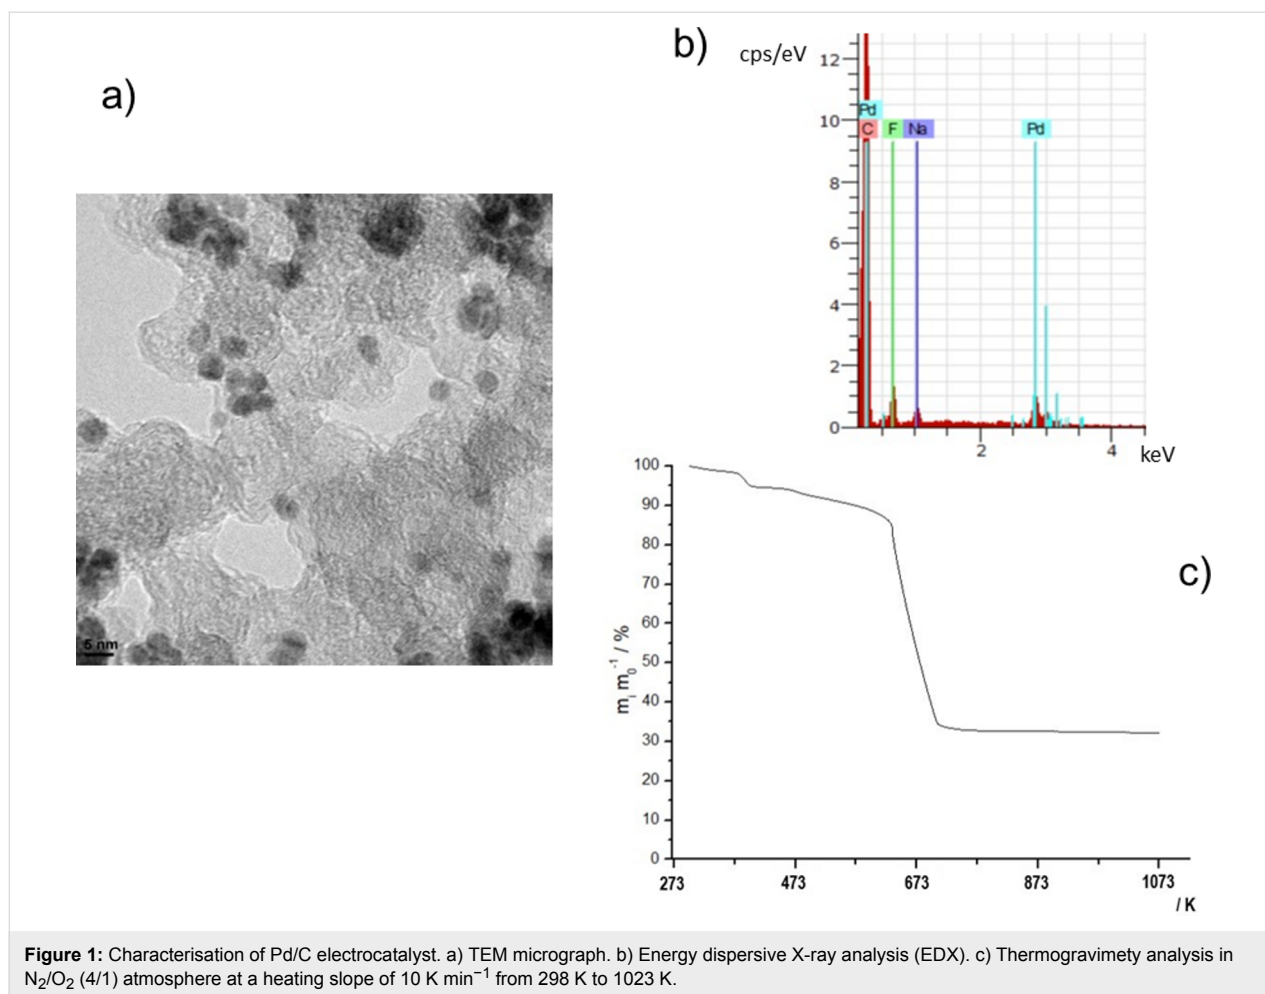 a)
5 nm
b)
cps/eV
12
10
8
6
4
2
0
Pd
C F Na Pd
2 4 keV
100
90
80
70
60
50
40
30
20
10
0
mᵢ m₀⁻¹ / %
273 473 673 873 1073
/ K
c)
Figure 1: Characterisation of Pd/C electrocatalyst. a) TEM micrograph. b) Energy dispersive X-ray analysis (EDX). c) Thermogravimety analysis in
N₂/O₂ (4/1) atmosphere at a heating slope of 10 K min⁻¹ from 298 K to 1023 K.